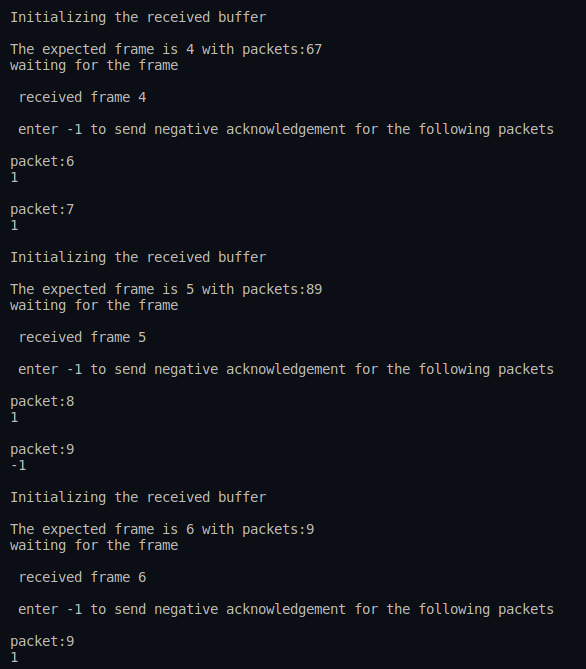 Initializing the received buffer
The expected frame is 4 with packets:67
waiting for the frame
received frame 4
enter -1 to send negative acknowledgement for the following packets
packet:6
1
packet:7
1
Initializing the received buffer
The expected frame is 5 with packets:89
waiting for the frame
received frame 5
enter -1 to send negative acknowledgement for the following packets
packet:8
1
packet:9
-1
Initializing the received buffer
The expected frame is 6 with packets:9
waiting for the frame
received frame 6
enter -1 to send negative acknowledgement for the following packets
packet:9
1